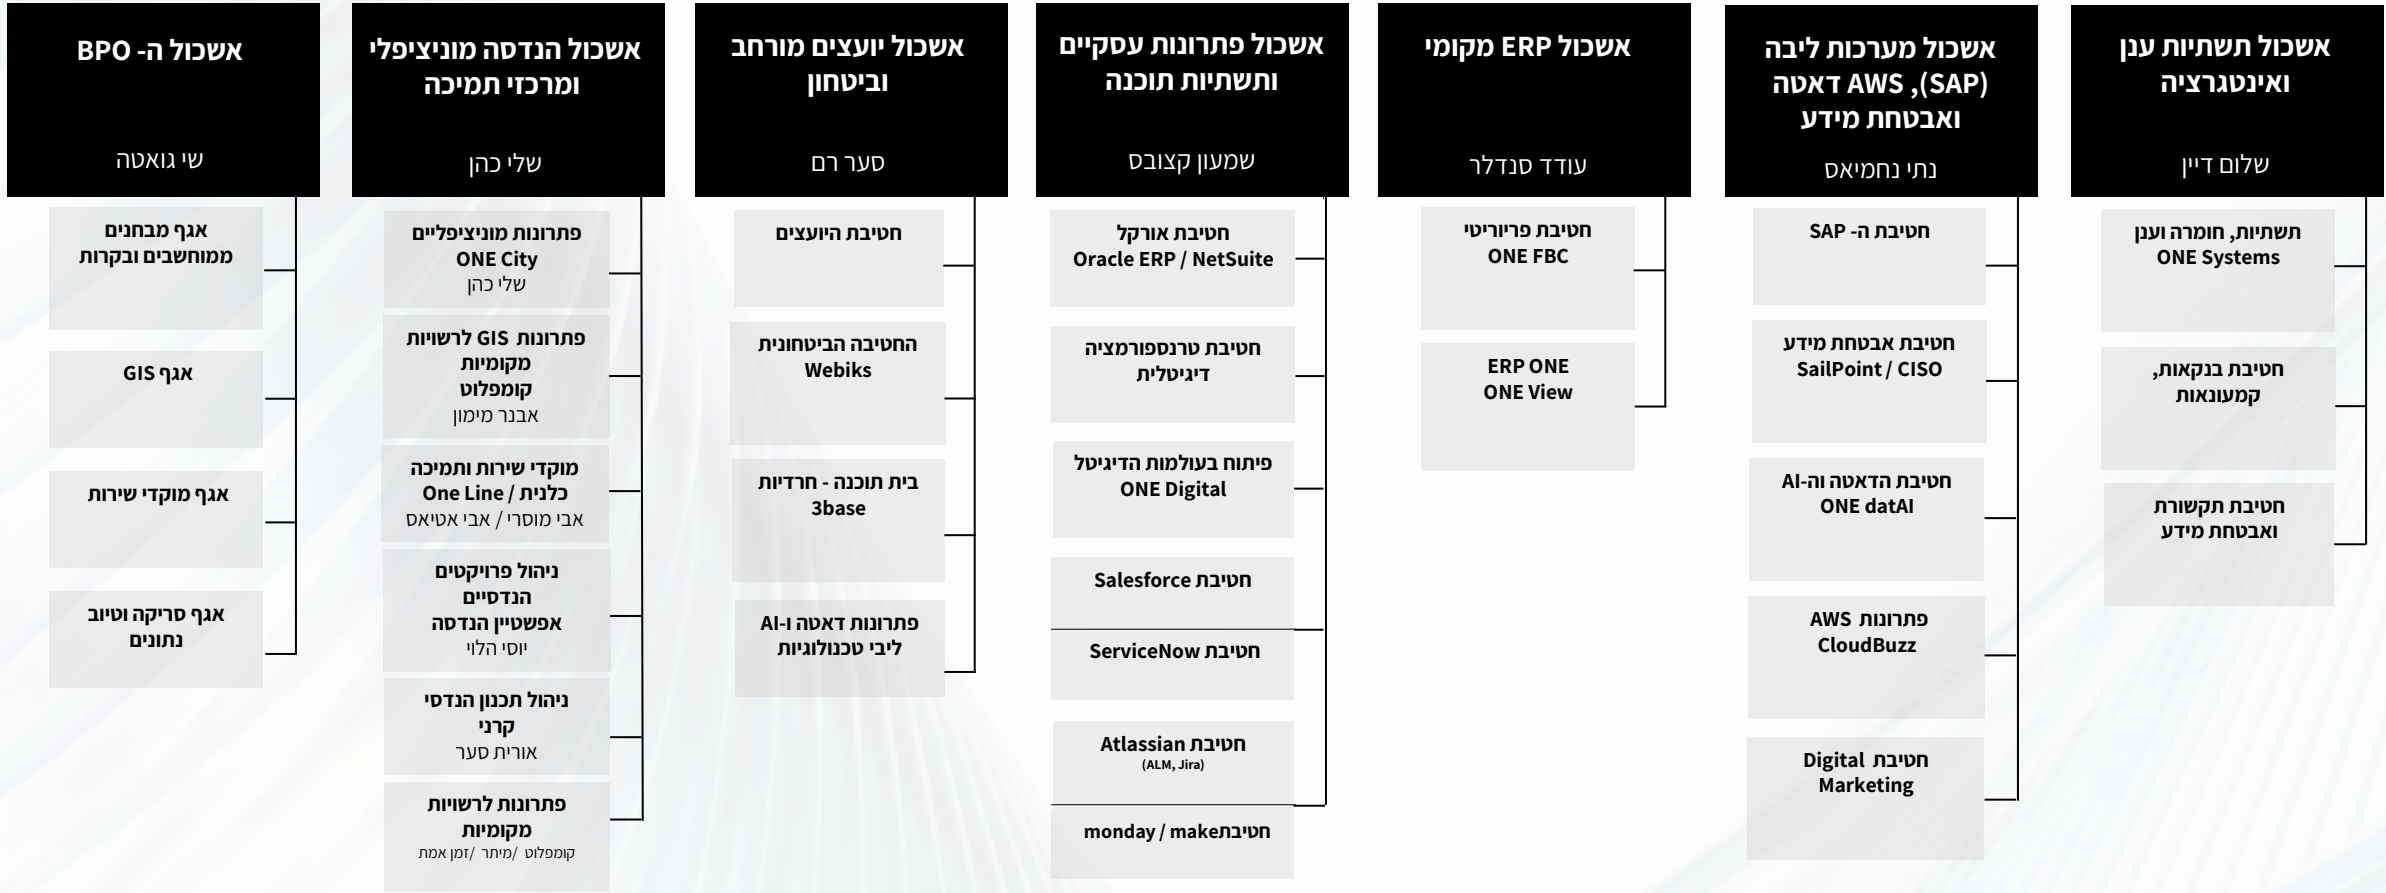 אשכול תשתיות ענן
ואינטגרציה
שלום דיין
תשתיות, חומרה וענן
ONE Systems
חטיבת בנקאות,
קמעונאות
חטיבת תקשורת
ואבטחת מידע
אשכול מערכות ליבה
(SAP), AWS דאטה
ואבטחת מידע
נתי נחמיאס
חטיבת ה- SAP
חטיבת אבטחת מידע
SailPoint / CISO
חטיבת הדאטה וה-AI
ONE datAI
פתרונות AWS
CloudBuzz
חטיבת Digital
Marketing
אשכול ERP מקומי
עודד סנדלר
חטיבת פריוריטי
ONE FBC
ERP ONE
ONE View
אשכול פתרונות עסקיים
ותשתיות תוכנה
שמעון קצובס
חטיבת אורקל
Oracle ERP / NetSuite
חטיבת טרנספורמציה
דיגיטלית
פיתוח בעולמות הדיגיטל
ONE Digital
חטיבת Salesforce
חטיבת ServiceNow
חטיבת Atlassian
(ALM, Jira)
חטיבתmonday / make
אשכול יועצים מורחב
וביטחון
סער רם
חטיבת היועצים
החטיבה הביטחונית
Webiks
בית תוכנה - חרדיות
3base
פתרונות דאטה ו-AI
ליבי טכנולוגיות
אשכול הנדסה מוניציפלי
ומרכזי תמיכה
שלי כהן
פתרונות מוניציפליים
ONE City
שלי כהן
פתרונות GIS לרשויות
מקומיות
קומפלוט
אבנר מימון
מוקדי שירות ותמיכה
כלנית / One Line
אבי מוסרי / אבי אטיאס
ניהול פרויקטים
הנדסיים
אפשטיין הנדסה
יוסי הלוי
ניהול תכנון הנדסי
קרני
אורית סער
פתרונות לרשויות
מקומיות
קומפלוט /מיתר /זמן אמת
אשכול ה- BPO
שי גואטה
אגף מבחנים
ממוחשבים ובקרות
אגף GIS
אגף מוקדי שירות
אגף סריקה וטיוב
נתונים